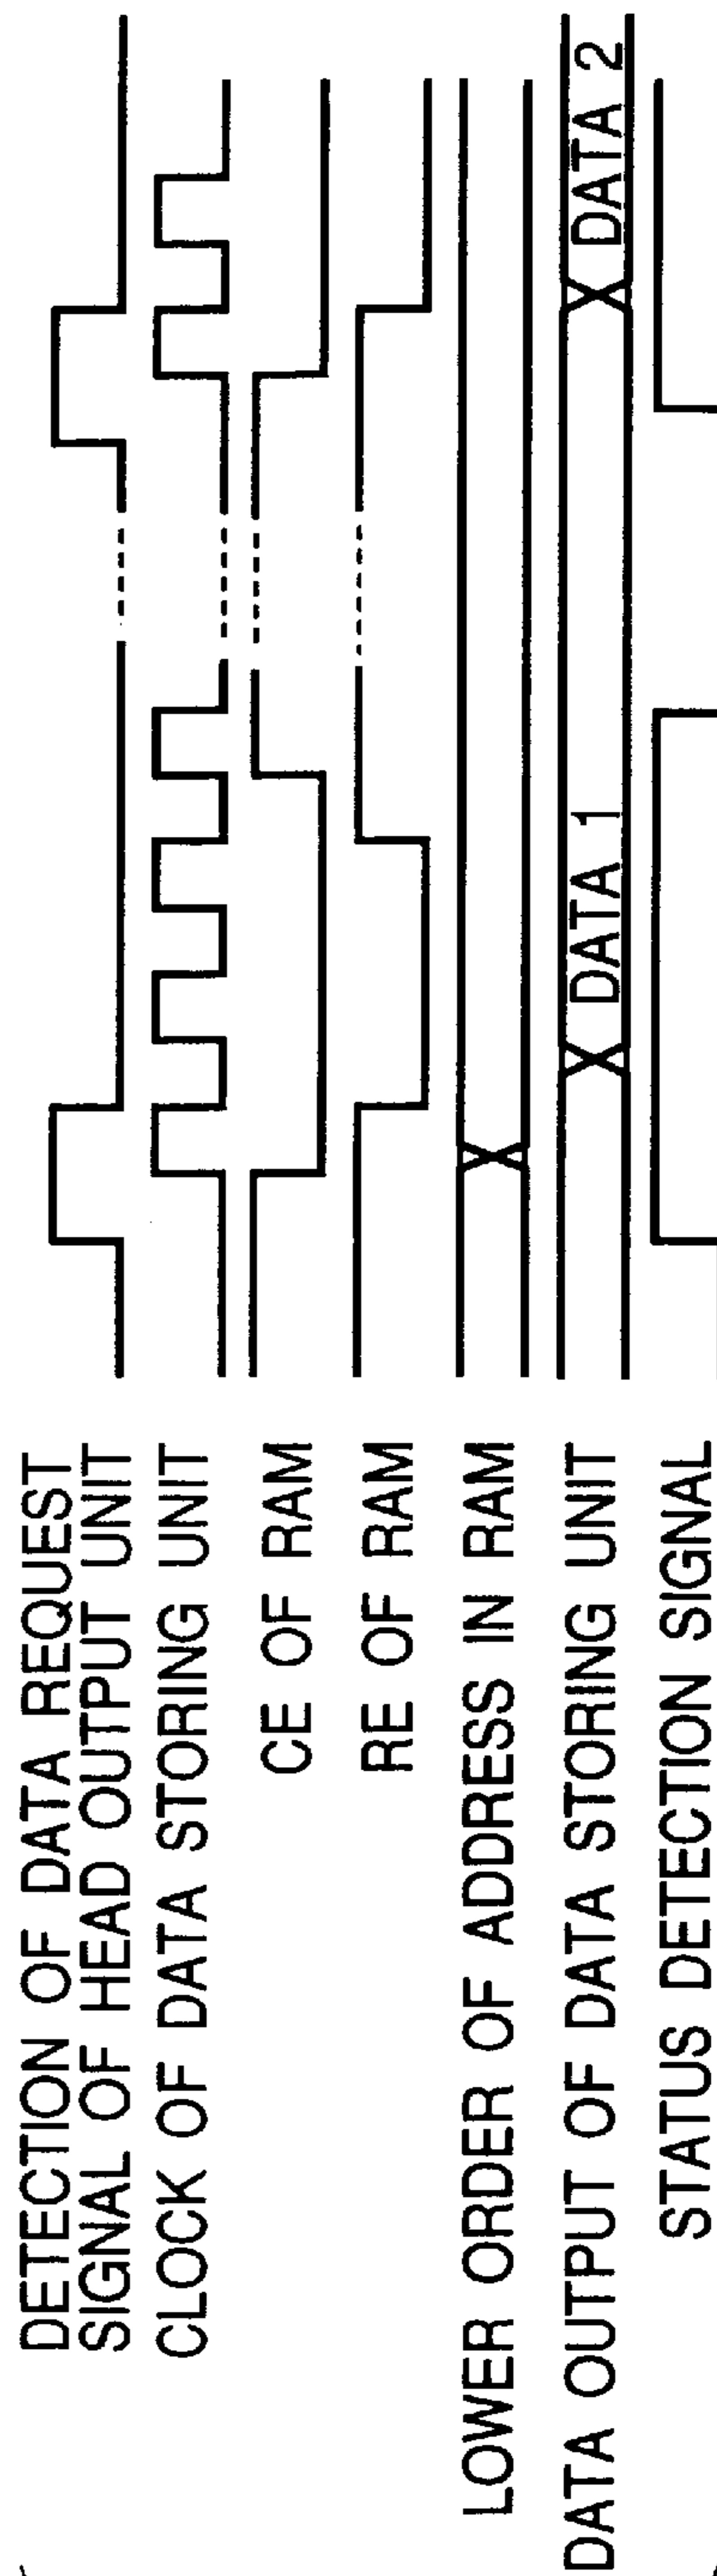 DETECTION OF DATA REQUEST
SIGNAL OF HEAD OUTPUT UNIT
CLOCK OF DATA STORING UNIT
CE OF RAM
RE OF RAM
LOWER ORDER OF ADDRESS IN RAM
DATA OUTPUT OF DATA STORING UNIT
DATA 1
DATA 2
STATUS DETECTION SIGNAL